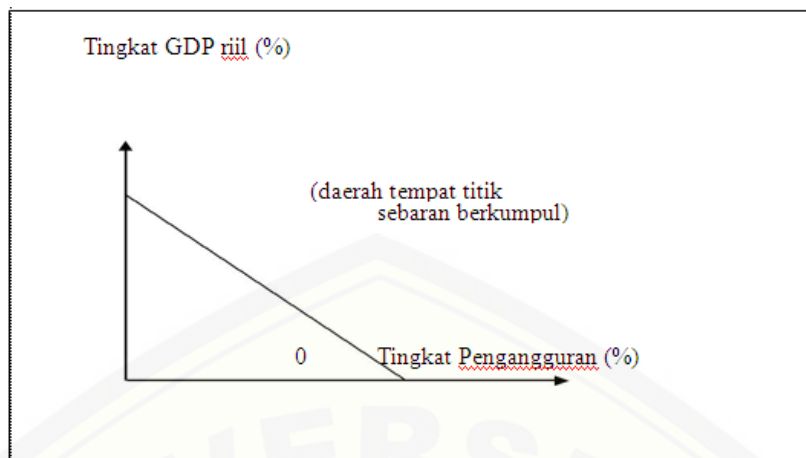 Tingkat GDP riil (%)
(daerah tempat titik
sebaran berkumpul)
0 Tingkat Pengangguran (%)